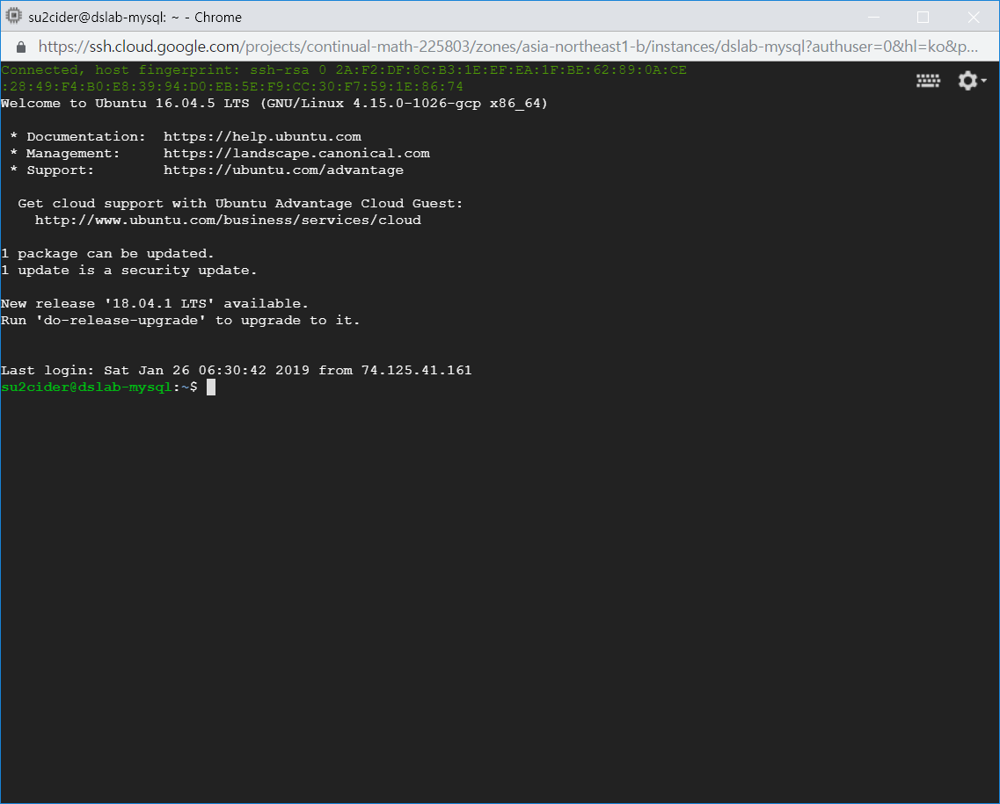 su2cider@dslab-mysql: ~ - Chrome
https://ssh.cloud.google.com/projects/continual-math-225803/zones/asia-northeast1-b/instances/dslab-mysql?authuser=0&hl=ko&p...
Connected, host fingerprint: ssh-rsa 0 2A:F2:DF:8C:B3:1E:EF:EA:1F:BE:62:89:0A:CE
:28:49:F4:B0:E8:39:94:D0:EB:5E:F9:CC:30:F7:59:1E:86:74
Welcome to Ubuntu 16.04.5 LTS (GNU/Linux 4.15.0-1026-gcp x86_64)
* Documentation:  https://help.ubuntu.com
* Management:     https://landscape.canonical.com
* Support:        https://ubuntu.com/advantage
Get cloud support with Ubuntu Advantage Cloud Guest:
http://www.ubuntu.com/business/services/cloud
1 package can be updated.
1 update is a security update.
New release '18.04.1 LTS' available.
Run 'do-release-upgrade' to upgrade to it.
Last login: Sat Jan 26 06:30:42 2019 from 74.125.41.161
su2cider@dslab-mysql:~$